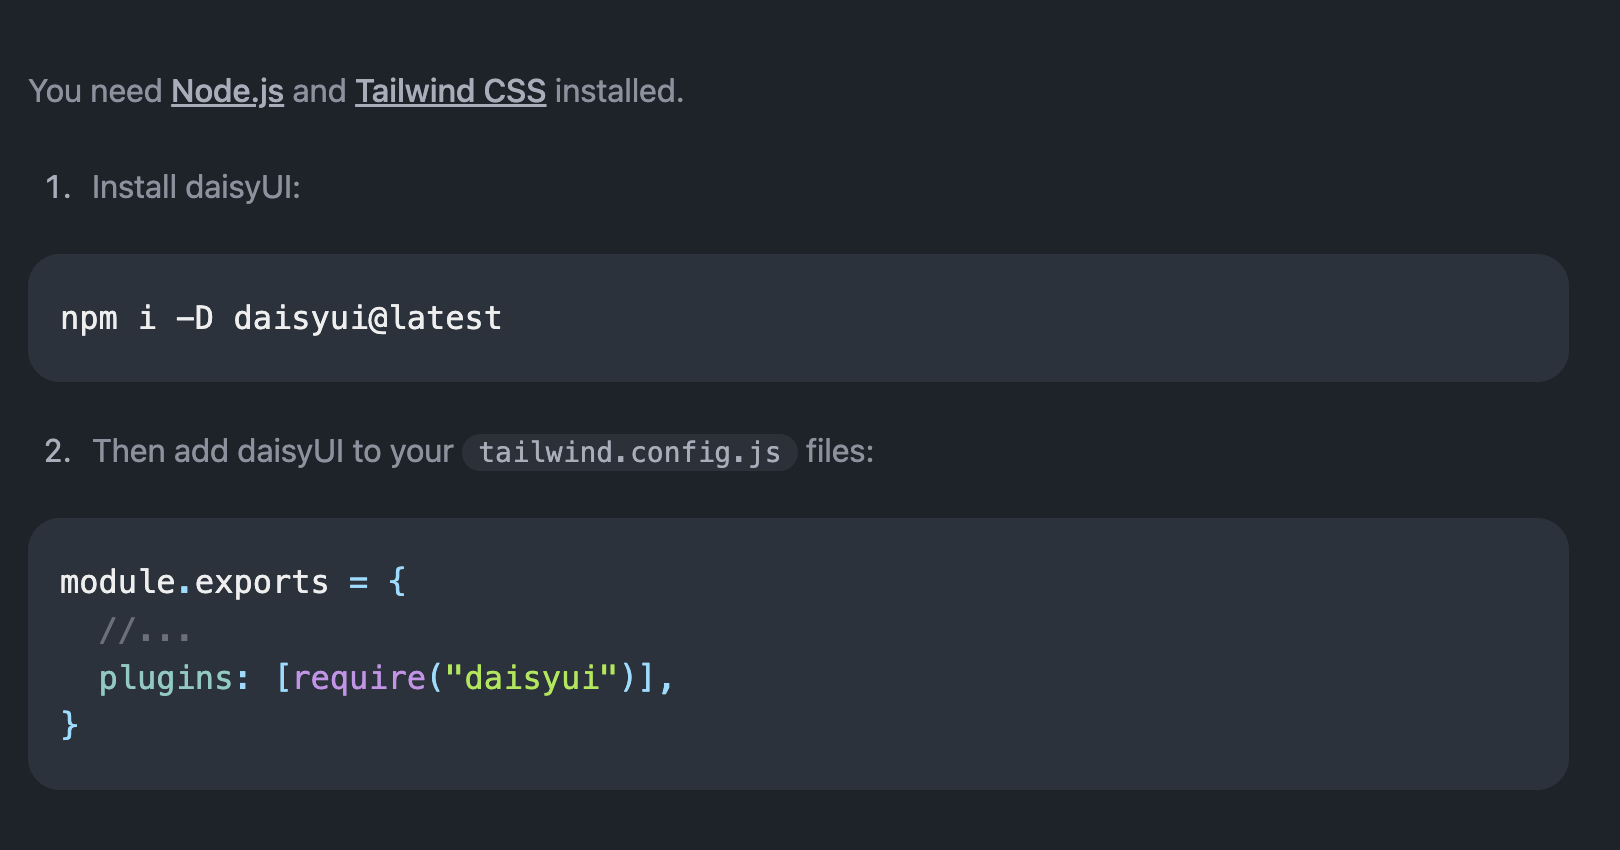 You need Node.js and Tailwind CSS installed.
1. Install daisyUI:
npm i -D daisyui@latest
2. Then add daisyUI to your tailwind.config.js files:
module.exports = {
  //...
  plugins: [require("daisyui")],
}